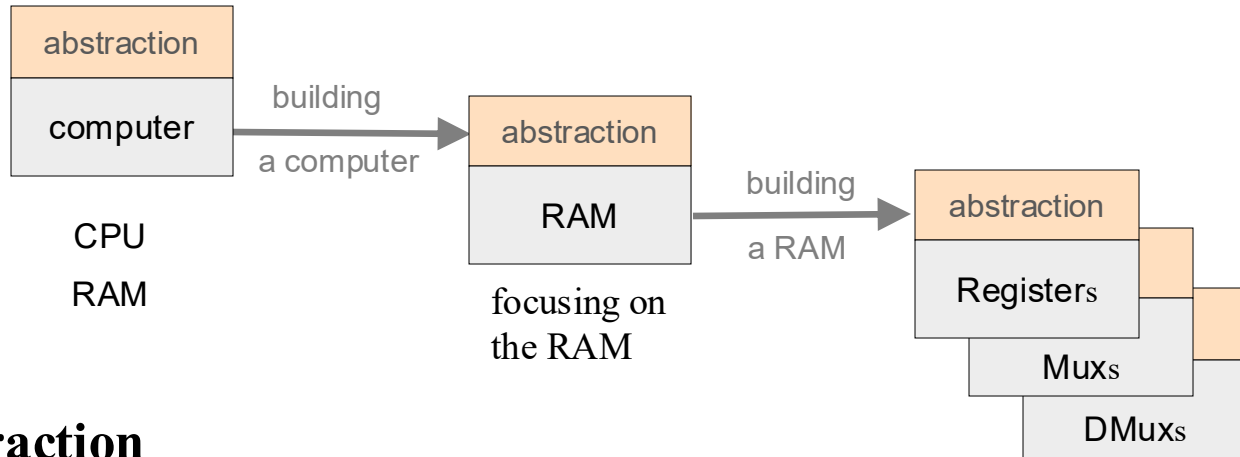 abstraction
computer
CPU
RAM
building
a computer
abstraction
RAM
focusing on
the RAM
building
a RAM
abstraction
Registers
Muxs
DMuxs
raction